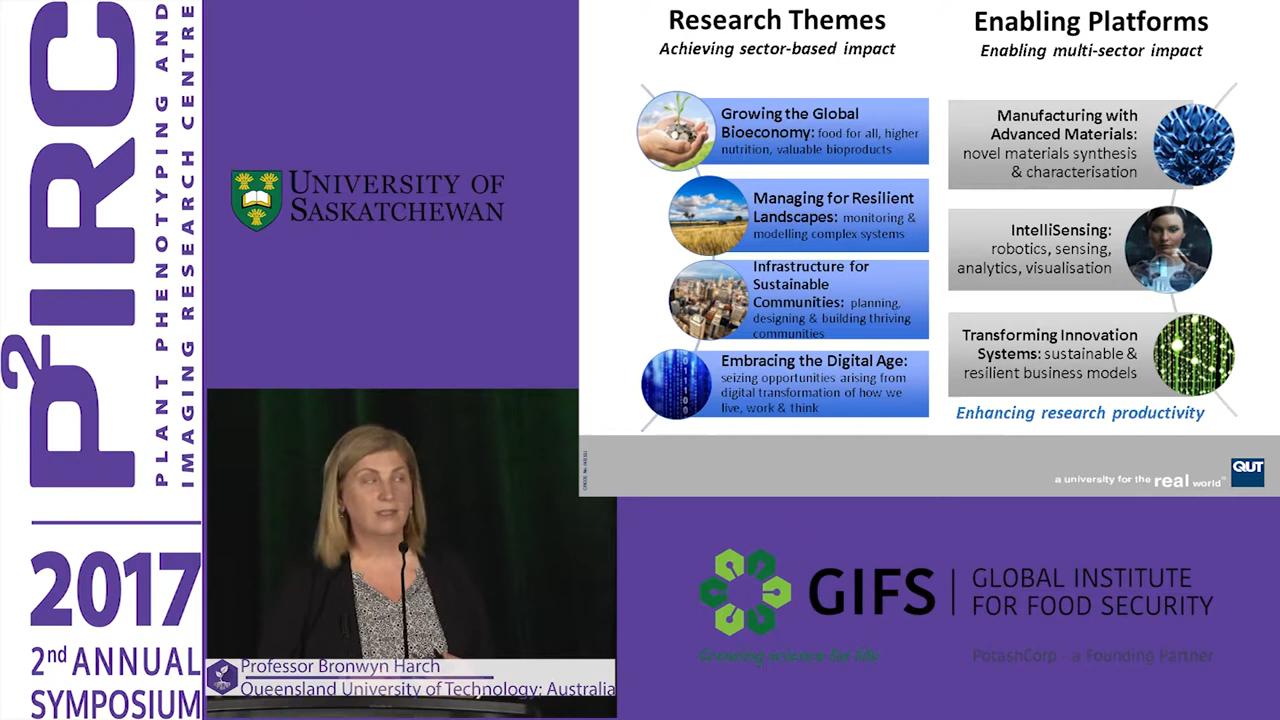 P²IRC
PLANT PHENOTYPING AND
IMAGING RESEARCH CENTRE
2017
2nd ANNUAL
SYMPOSIUM
UNIVERSITY OF
SASKATCHEWAN
Professor Bronwyn Harch
Queensland University of Technology: Australia
Research Themes
Achieving sector-based impact
Growing the Global
Bioeconomy: food for all, higher
nutrition, valuable bioproducts
Managing for Resilient
Landscapes: monitoring &
modelling complex systems
Infrastructure for
Sustainable
Communities: planning,
designing & building thriving
communities
Embracing the Digital Age:
seizing opportunities arising from
digital transformation of how we
live, work & think
Enabling Platforms
Enabling multi-sector impact
Manufacturing with
Advanced Materials:
novel materials synthesis
& characterisation
IntelliSensing:
robotics, sensing,
analytics, visualisation
Transforming Innovation
Systems: sustainable &
resilient business models
Enhancing research productivity
a university for the real world
QUT
GIFS
GLOBAL INSTITUTE
FOR FOOD SECURITY
Growing science for life
PotashCorp - a Founding Partner